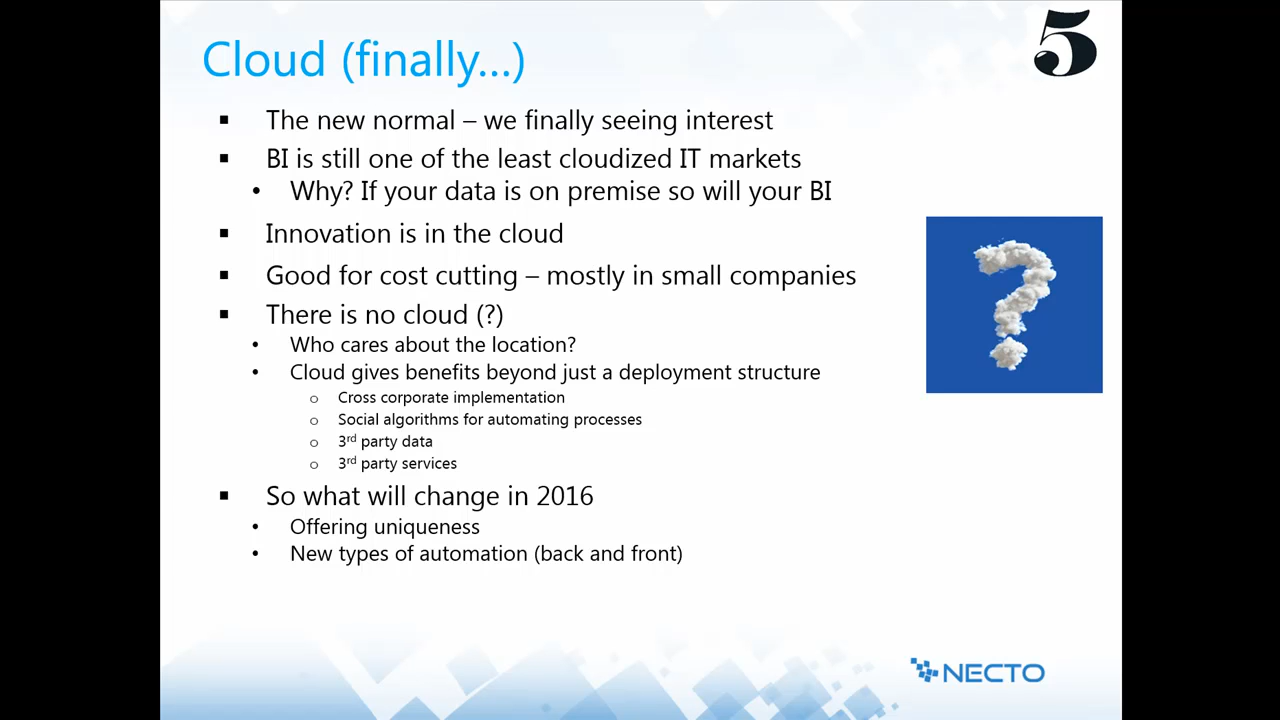 5
Cloud (finally...)
▪ The new normal – we finally seeing interest
▪ BI is still one of the least cloudized IT markets
• Why? If your data is on premise so will your BI
▪ Innovation is in the cloud
▪ Good for cost cutting – mostly in small companies
▪ There is no cloud (?)
• Who cares about the location?
• Cloud gives benefits beyond just a deployment structure
o Cross corporate implementation
o Social algorithms for automating processes
o 3rd party data
o 3rd party services
▪ So what will change in 2016
• Offering uniqueness
• New types of automation (back and front)
NECTO